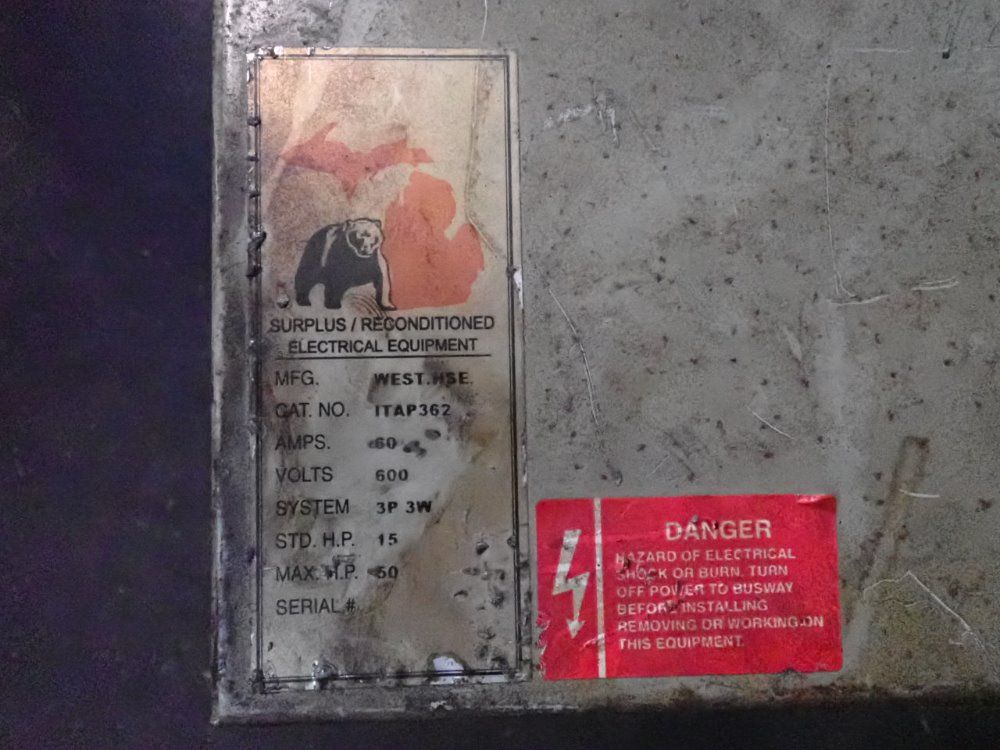 SURPLUS / RECONDITIONED
ELECTRICAL EQUIPMENT
MFG. WEST.HSE.
CAT. NO. ITAP362
AMPS. 60
VOLTS 600
SYSTEM 3P 3W
STD. H.P. 15
MAX. H.P. 50
SERIAL #
DANGER
HAZARD OF ELECTRICAL
SHOCK OR BURN. TURN
OFF POWER TO BUSWAY
BEFORE INSTALLING
REMOVING OR WORKING ON
THIS EQUIPMENT.